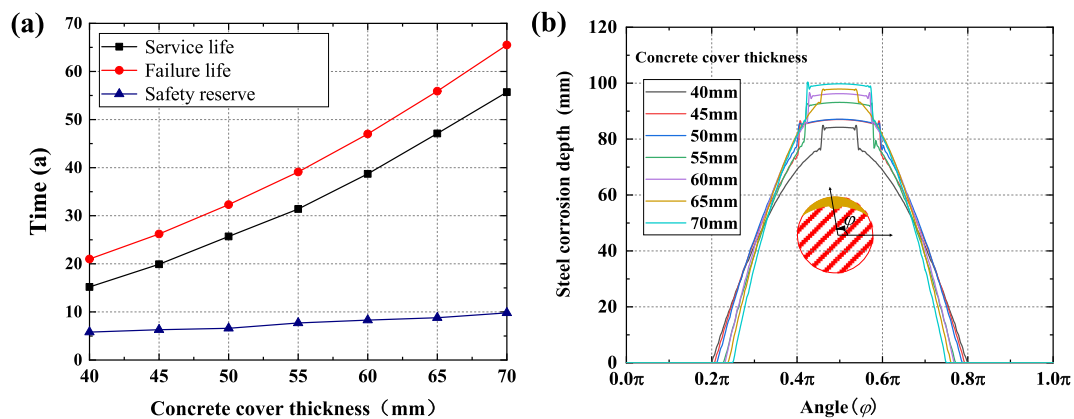 (a)
70
60
50
40
30
20
10
0
Time (a)
Service life
Failure life
Safety reserve
40 45 50 55 60 65 70
Concrete cover thickness（mm）
(b)
120
100
80
60
40
20
0
Steel corrosion depth (mm)
Concrete cover thickness
40mm
45mm
50mm
55mm
60mm
65mm
70mm
φ
0.0π 0.2π 0.4π 0.6π 0.8π 1.0π
Angle（φ）